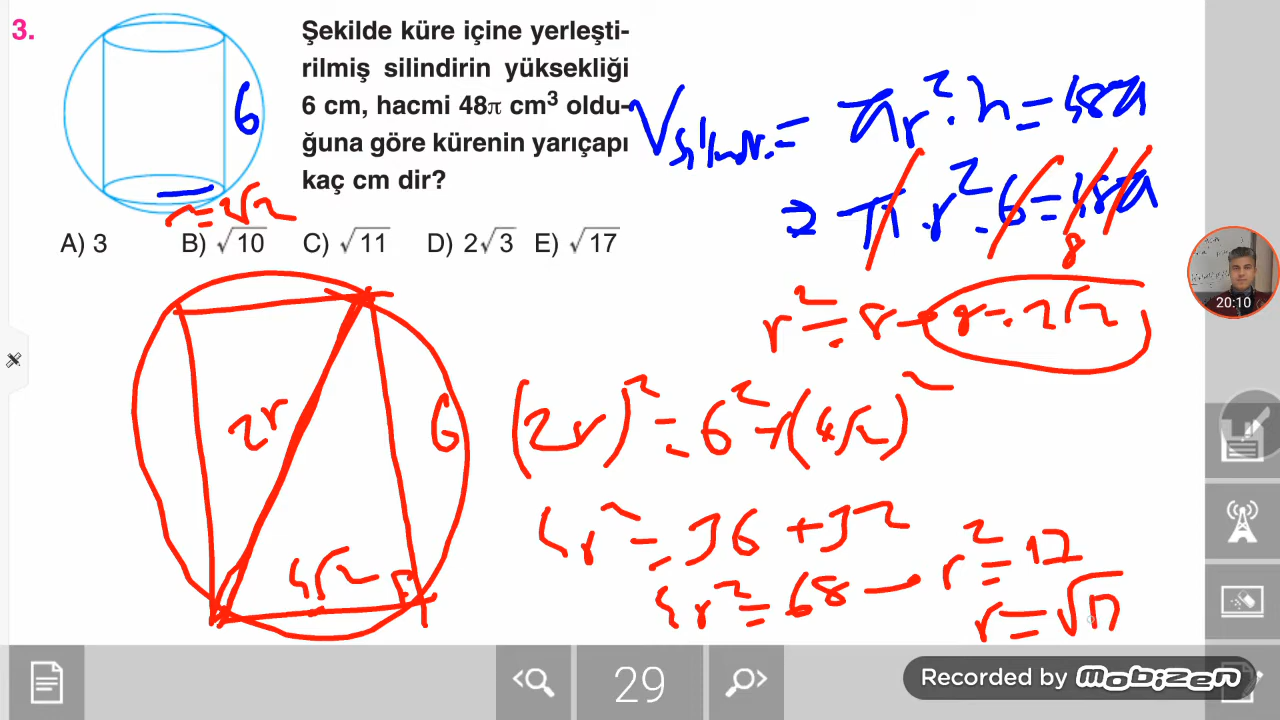 3.
Şekilde küre içine yerleşti-
rilmiş silindirin yüksekliği
6 cm, hacmi 48π cm³ oldu-
ğuna göre kürenin yarıçapı
kaç cm dir?
A) 3 B) √10 C) √11 D) 2√3 E) √17
6
r=2√2
V silindir = πr².h=48π
⇒ π.r².6=48π
8
r²=8→r=2√2
2r
6
4√2
(2r)²=6²+(4√2)²
4r²=36+32
4r²=68→r²=17
r=√17
20:10
29
Recorded by mobizen